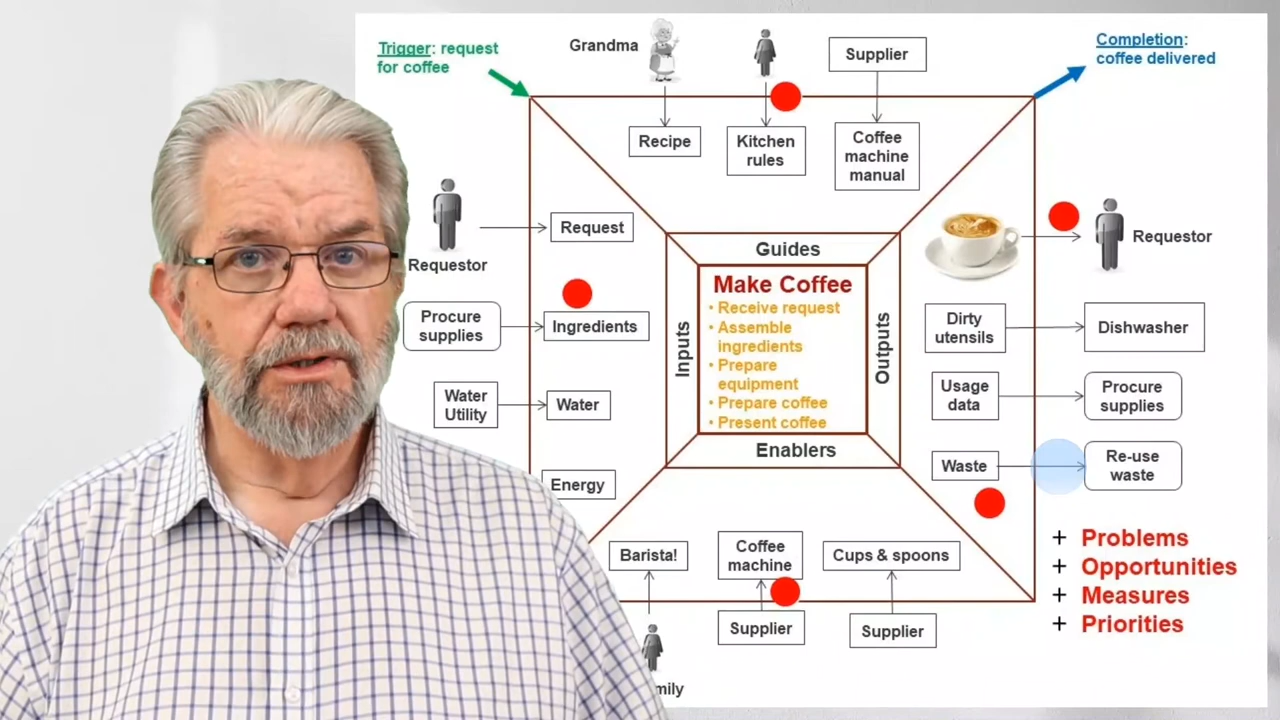 Trigger: request
for coffee
Grandma
Supplier
Completion:
coffee delivered
Recipe
Kitchen
rules
Coffee
machine
manual
Requestor
Request
Guides
Requestor
Procure
supplies
Ingredients
Inputs
Make Coffee
• Receive request
• Assemble
ingredients
• Prepare
equipment
• Prepare coffee
• Present coffee
Outputs
Dirty
utensils
Dishwasher
Water
Utility
Water
Usage
data
Procure
supplies
Enablers
Energy
Waste
Re-use
waste
Barista!
Coffee
machine
Cups & spoons
Supplier
Supplier
+ Problems
+ Opportunities
+ Measures
+ Priorities